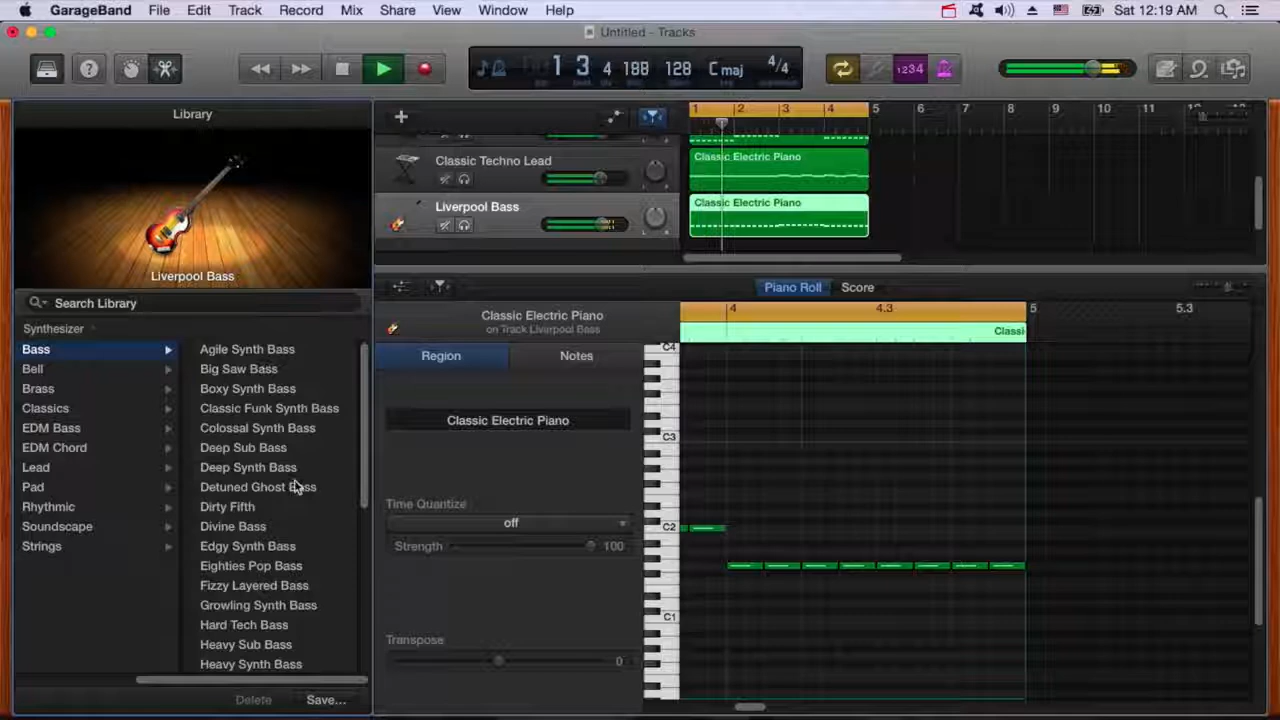 GarageBand File Edit Track Record Mix Share View Window Help Sat 12:19 AM
Untitled - Tracks
1 3 4 188 128 C maj 4/4
1234
Library
1 2 3 4 5 6 7 8 9 10 11
Classic Techno Lead
Classic Electric Piano
Liverpool Bass
Classic Electric Piano
Liverpool Bass
Search Library
Synthesizer
Bass
Bell
Brass
Classics
EDM Bass
EDM Chord
Lead
Pad
Rhythmic
Soundscape
Strings
Agile Synth Bass
Big Saw Bass
Boxy Synth Bass
Classic Funk Synth Bass
Colossal Synth Bass
Deep Sub Bass
Deep Synth Bass
Detuned Ghost Bass
Dirty Fifth
Divine Bass
Edgy Synth Bass
Eighties Pop Bass
Fizzy Layered Bass
Growling Synth Bass
Hard Tech Bass
Heavy Sub Bass
Heavy Synth Bass
Delete Save...
Piano Roll Score
Classic Electric Piano
on Track Liverpool Bass
4 4.3 5 5.3
Classi
Region Notes
Classic Electric Piano
Time Quantize
off
Strength 100
Transpose
0
C4
C3
C2
C1